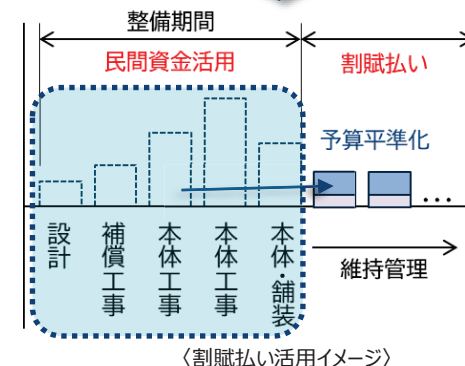 整備期間
民間資金活用
割賦払い
予算平準化
…
設計
補償工事
本体工事
本体工事
本体・舗装
維持管理
〈割賦払い活用イメージ〉